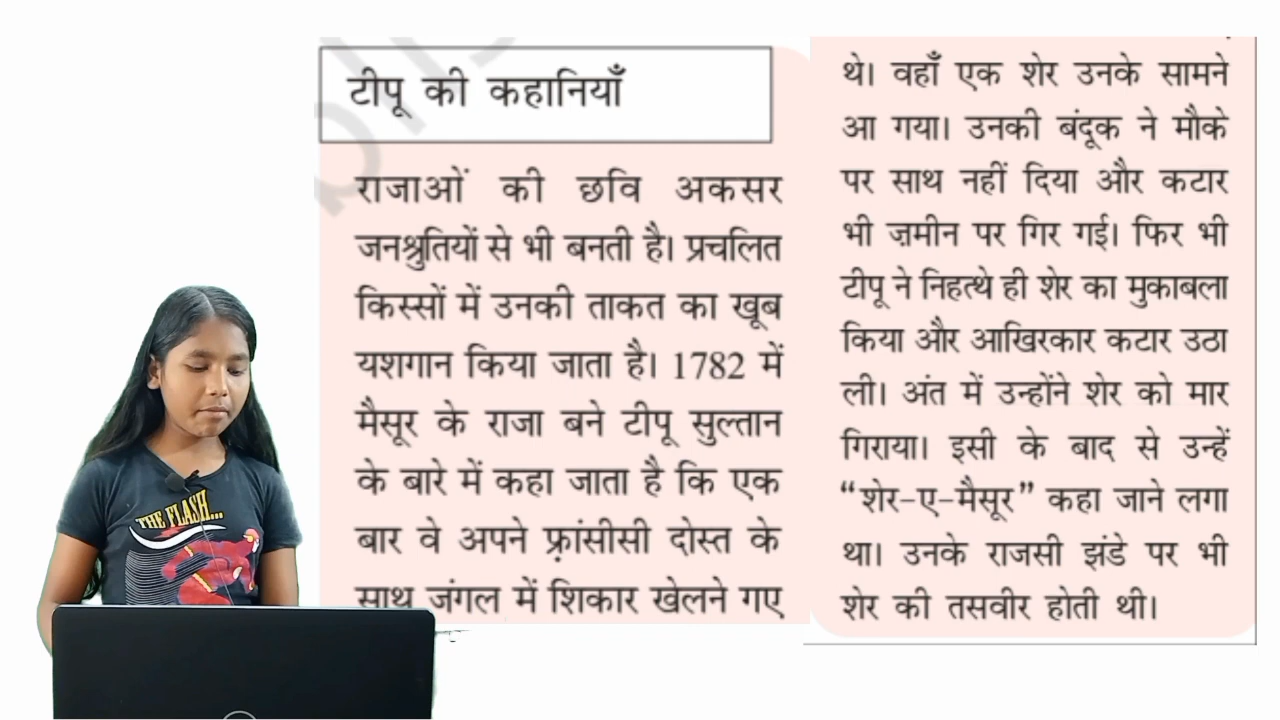 टीपू की कहानियाँ
राजाओं की छवि अकसर
जनश्रुतियों से भी बनती है। प्रचलित
किस्सों में उनकी ताकत का खूब
यशगान किया जाता है। 1782 में
मैसूर के राजा बने टीपू सुल्तान
के बारे में कहा जाता है कि एक
बार वे अपने फ़्रांसीसी दोस्त के
साथ जंगल में शिकार खेलने गए
थे। वहाँ एक शेर उनके सामने
आ गया। उनकी बंदूक ने मौके
पर साथ नहीं दिया और कटार
भी ज़मीन पर गिर गई। फिर भी
टीपू ने निहत्थे ही शेर का मुकाबला
किया और आखिरकार कटार उठा
ली। अंत में उन्होंने शेर को मार
गिराया। इसी के बाद से उन्हें
“शेर-ए-मैसूर” कहा जाने लगा
था। उनके राजसी झंडे पर भी
शेर की तसवीर होती थी।
THE FLASH...